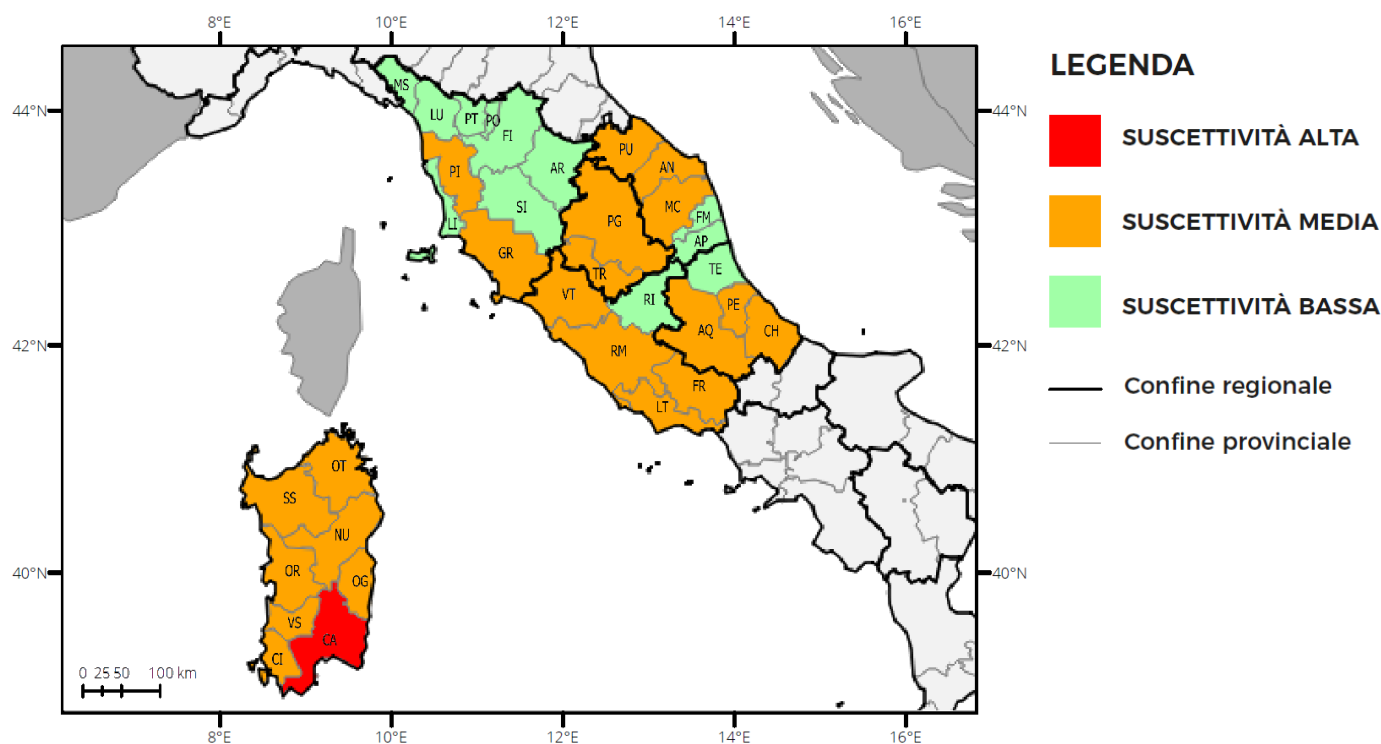 8°E 10°E 12°E 14°E 16°E
LEGENDA
44°N 44°N
SUSCETTIVITÀ ALTA
SUSCETTIVITÀ MEDIA
SUSCETTIVITÀ BASSA
Confine regionale
Confine provinciale
MS
LU PT PO
FI
PU
AR
AN
PI
SI
MC
FM
LI
PG
AP
GR
TR
TE
VT
RI
PE
AQ
CH
42°N 42°N
RM
FR
LT
OT
SS
NU
OR
OG
40°N 40°N
VS
CA
CI
0 25 50 100 km
8°E 10°E 12°E 14°E 16°E